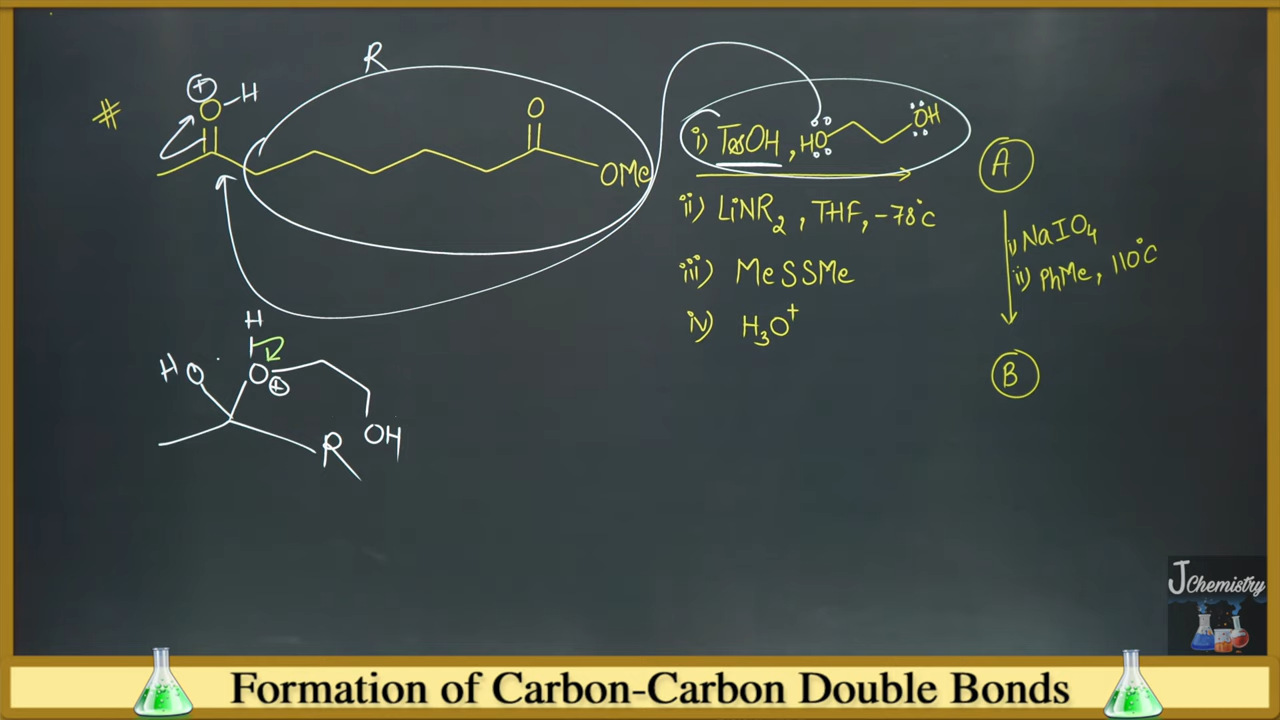 R
#
⊕
O-H
O
OMe
i) TsOH, HO OH
ii) LiNR2, THF, -78°C
iii) MeSSMe
iv) H3O+
A
i) NaIO4
ii) PhMe, 110°C
B
H
HO O ⊕
OH
R
J Chemistry
Formation of Carbon-Carbon Double Bonds